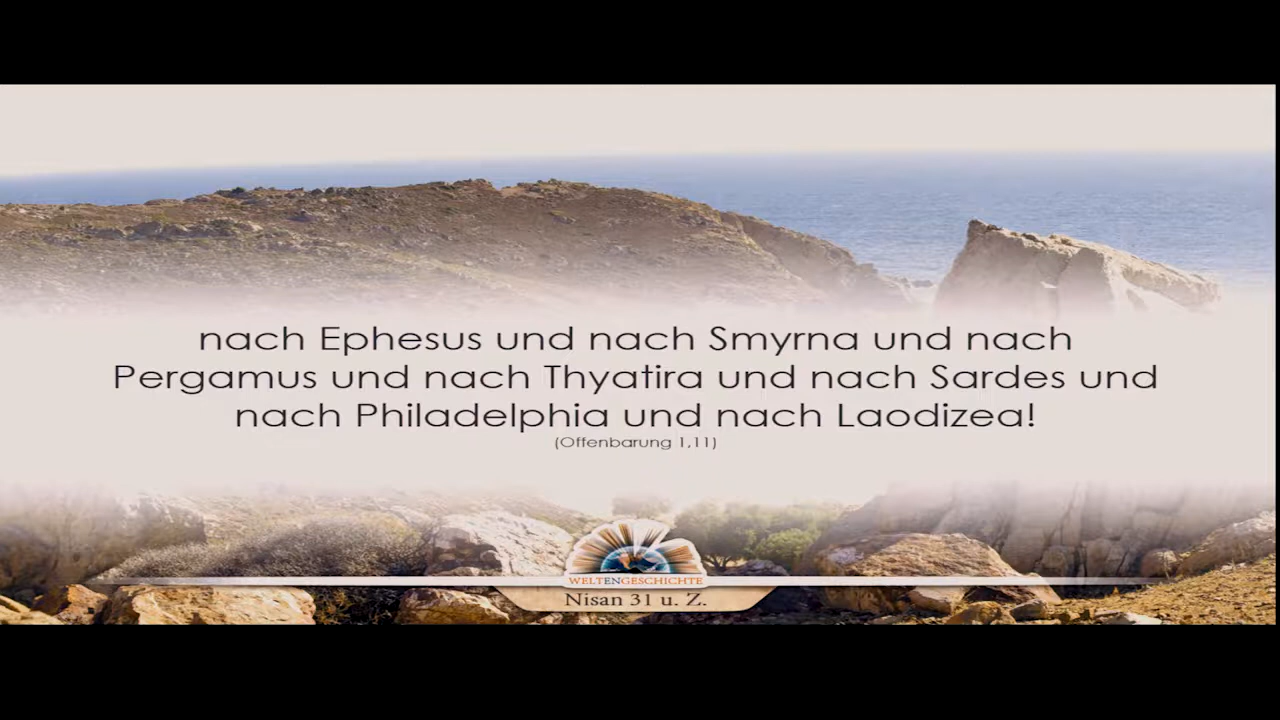 nach Ephesus und nach Smyrna und nach
Pergamus und nach Thyatira und nach Sardes und
nach Philadelphia und nach Laodizea!
(Offenbarung 1,11)
WELTENGESCHICHTE
Nisan 31 u. Z.